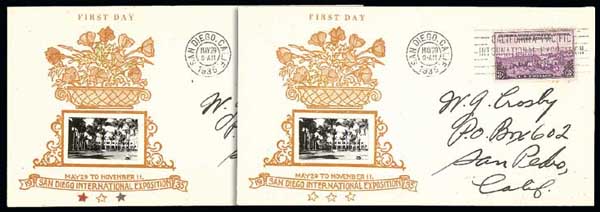 FIRST DAY
SAN DIEGO, CALIF.
MAY 29
1935
MAY 29 TO NOVEMBER 11.
19 SAN DIEGO INTERNATIONAL EXPOSITION 35
W. G.
FIRST DAY
SAN DIEGO, CALIF.
MAY 29
1935
CALIFORNIA PACIFIC
INTERNATIONAL EXPOSITION
W. G. Crosby
P.O. Box 602
San Pedro,
Calif.
MAY 29 TO NOVEMBER 11.
19 SAN DIEGO INTERNATIONAL EXPOSITION 35